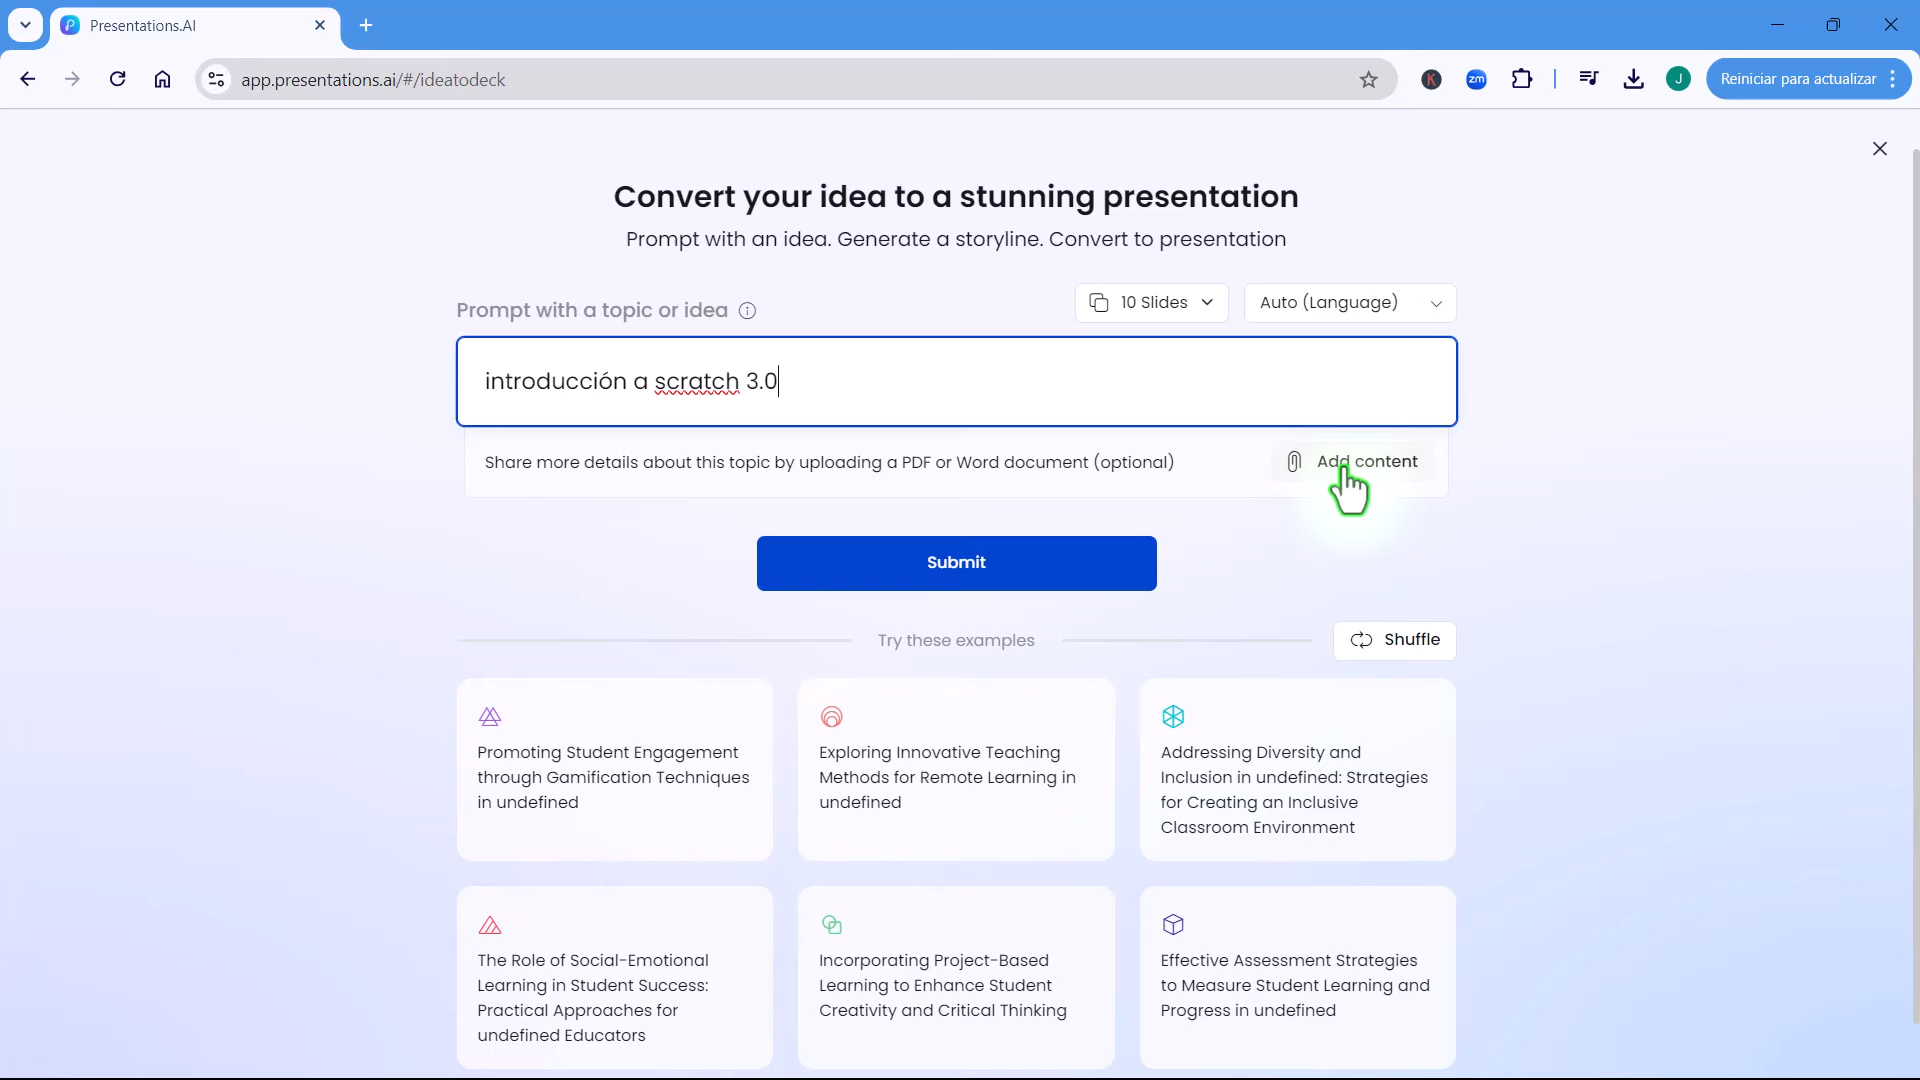 Presentations.AI
app.presentations.ai/#/ideatodeck
K
zm
J
Reiniciar para actualizar
Convert your idea to a stunning presentation
Prompt with an idea. Generate a storyline. Convert to presentation
Prompt with a topic or idea
10 Slides
Auto (Language)
introducción a scratch 3.0
Share more details about this topic by uploading a PDF or Word document (optional)
Add content
Submit
Try these examples
Shuffle
Promoting Student Engagement
through Gamification Techniques
in undefined
Exploring Innovative Teaching
Methods for Remote Learning in
undefined
Addressing Diversity and
Inclusion in undefined: Strategies
for Creating an Inclusive
Classroom Environment
The Role of Social-Emotional
Learning in Student Success:
Practical Approaches for
undefined Educators
Incorporating Project-Based
Learning to Enhance Student
Creativity and Critical Thinking
Effective Assessment Strategies
to Measure Student Learning and
Progress in undefined